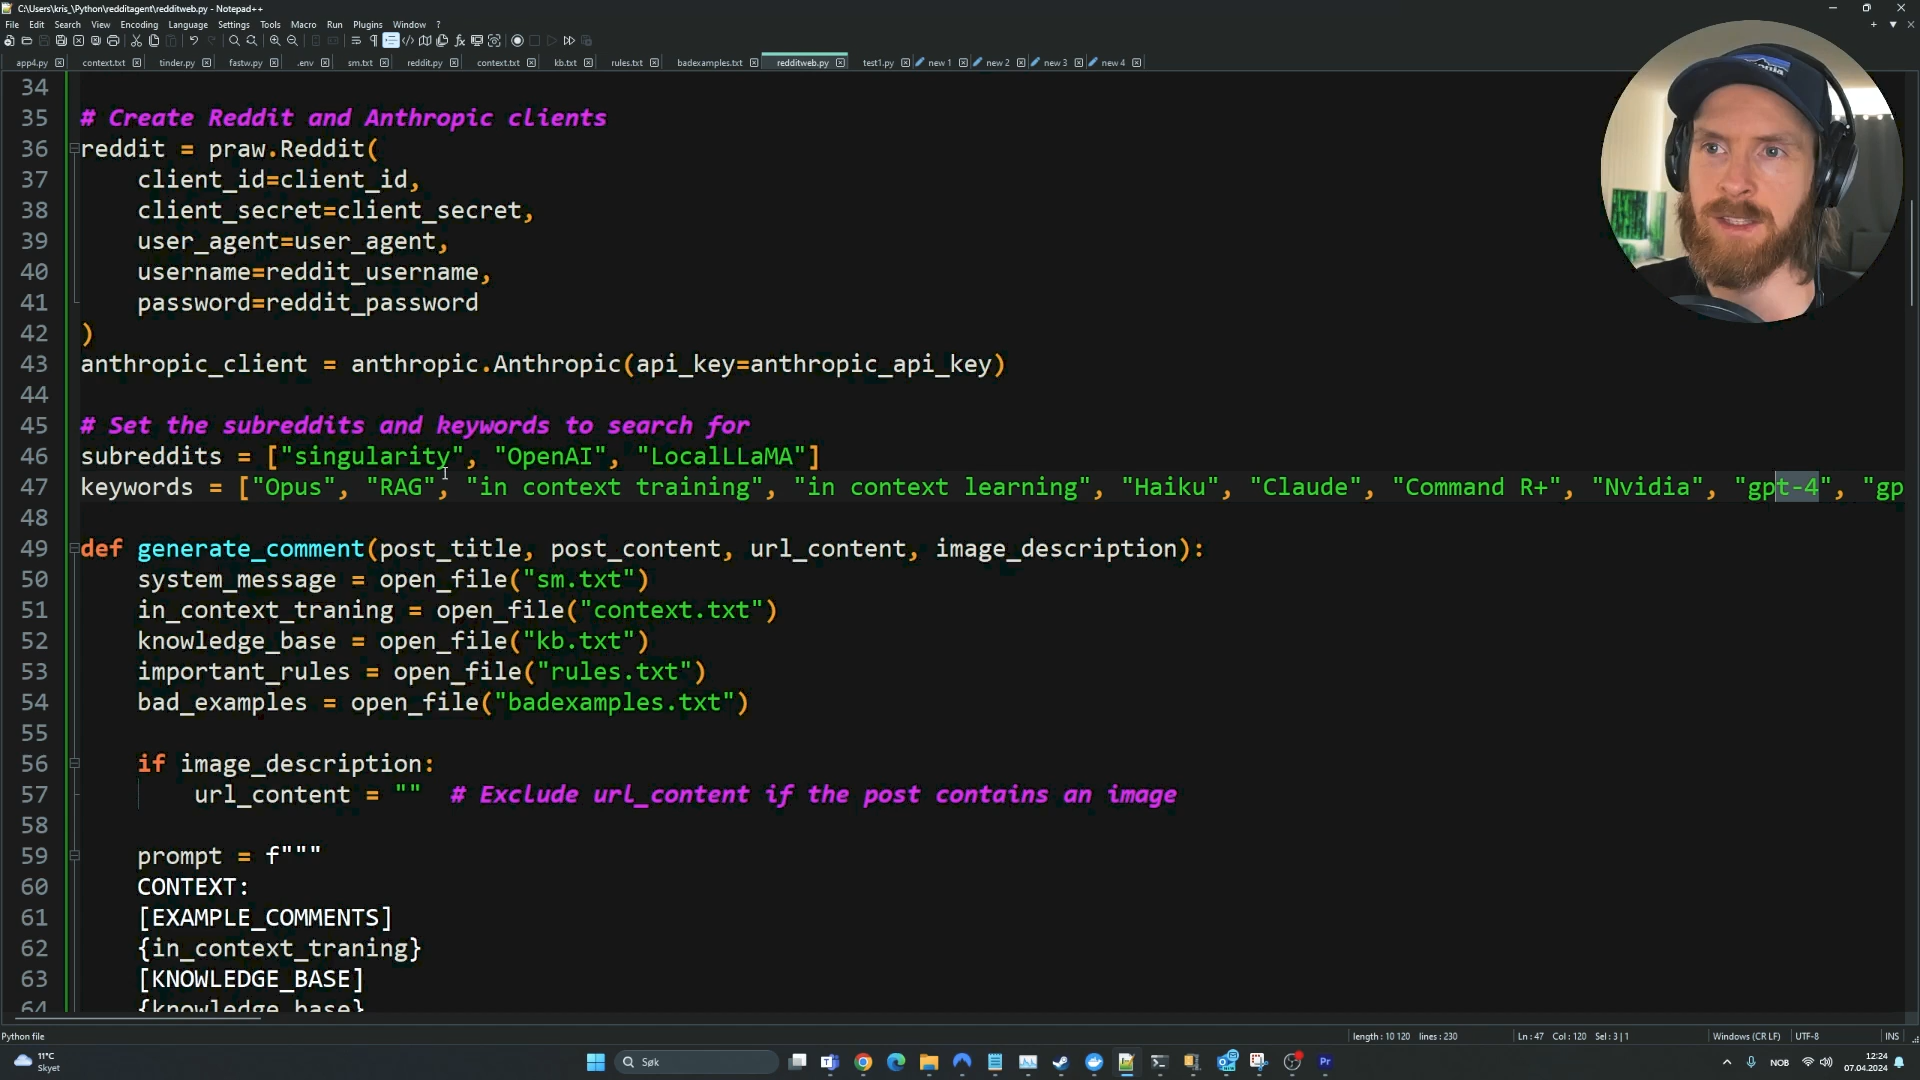 C:\Users\kris_\Python\redditagent\redditweb.py - Notepad++
File Edit Search View Encoding Language Settings Tools Macro Run Plugins Window ?
app4.py context.txt tinder.py fastw.py .env sm.txt reddit.py context.txt kb.txt rules.txt badexamples.txt redditweb.py test1.py new 1 new 2 new 3 new 4
34
35 # Create Reddit and Anthropic clients
36 reddit = praw.Reddit(
37 client_id=client_id,
38 client_secret=client_secret,
39 user_agent=user_agent,
40 username=reddit_username,
41 password=reddit_password
42 )
43 anthropic_client = anthropic.Anthropic(api_key=anthropic_api_key)
44
45 # Set the subreddits and keywords to search for
46 subreddits = ["singularity", "OpenAI", "LocalLLaMA"]
47 keywords = ["Opus", "RAG", "in context training", "in context learning", "Haiku", "Claude", "Command R+", "Nvidia", "gpt-4", "gp
48
49 def generate_comment(post_title, post_content, url_content, image_description):
50 system_message = open_file("sm.txt")
51 in_context_traning = open_file("context.txt")
52 knowledge_base = open_file("kb.txt")
53 important_rules = open_file("rules.txt")
54 bad_examples = open_file("badexamples.txt")
55
56 if image_description:
57 url_content = "" # Exclude url_content if the post contains an image
58
59 prompt = f"""
60 CONTEXT:
61 [EXAMPLE_COMMENTS]
62 {in_context_traning}
63 [KNOWLEDGE_BASE]
64 {knowledge_base}
Python file length : 10 120 lines : 230 Ln : 47 Col : 120 Sel : 3 | 1 Windows (CR LF) UTF-8 INS
11°C
Skyet
Søk
Pr
NOB
12:24
07.04.2024